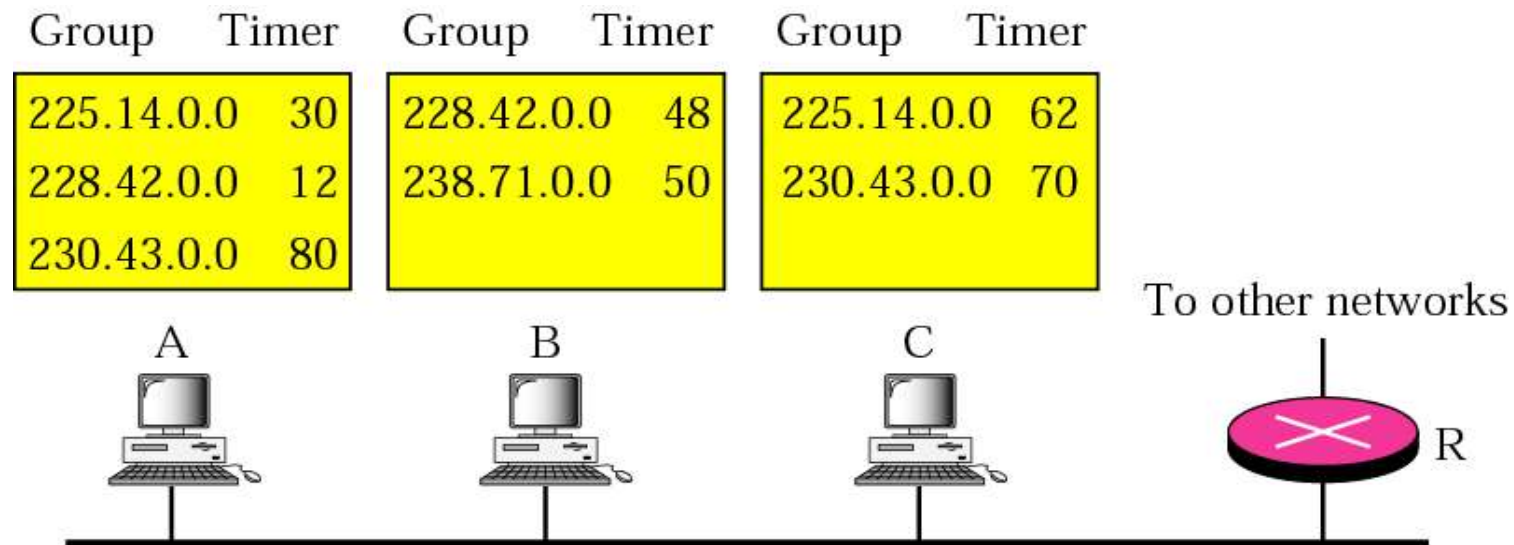 Group Timer Group Timer Group Timer
225.14.0.0 30 228.42.0.0 48 225.14.0.0 62
228.42.0.0 12 238.71.0.0 50 230.43.0.0 70
230.43.0.0 80
To other networks
A B C
R